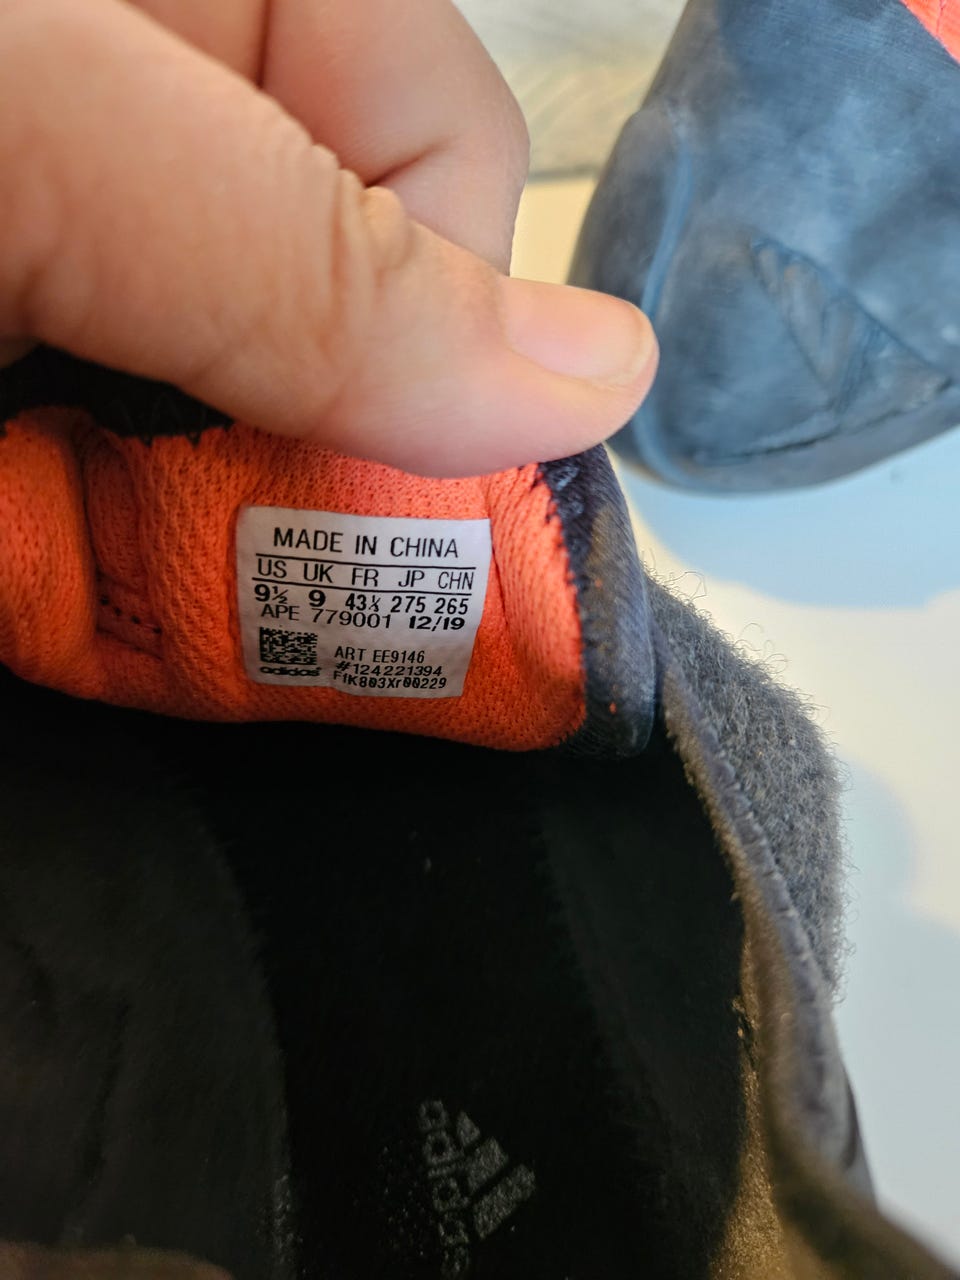 MADE IN CHINA
US UK FR JP CHN
9½ 9 43⅓ 275 265
APE 779001 12/19
ART EE9146
#124221394
adidas F1K803Xr00229
adidas